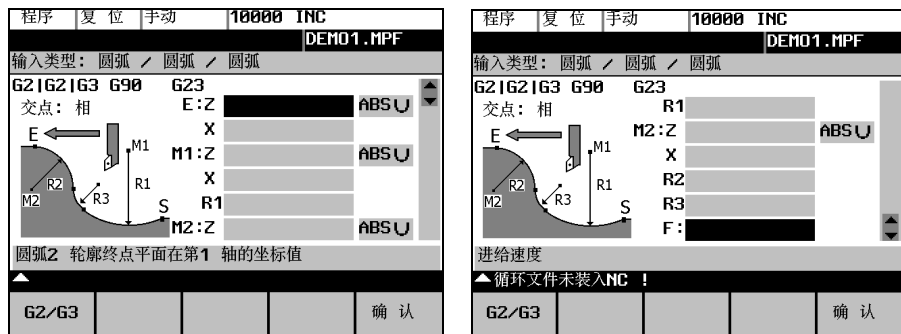 程序 复 位 手动 10000 INC
DEMO1.MPF
输入类型: 圆弧 / 圆弧 / 圆弧
G2|G2|G3 G90 G23
交点: 相
E:Z ABS
X
M1:Z ABS
X
R1
M2:Z ABS
E
M1
R2
R1
M2
R3
S
圆弧2 轮廓终点平面在第1 轴的坐标值
G2/G3 确 认
程序 复 位 手动 10000 INC
DEMO1.MPF
输入类型: 圆弧 / 圆弧 / 圆弧
G2|G2|G3 G90 G23
交点: 相
R1
M2:Z ABS
X
R2
R3
F:
E
M1
R2
R1
M2
R3
S
进给速度
循环文件未装入NC !
G2/G3 确 认